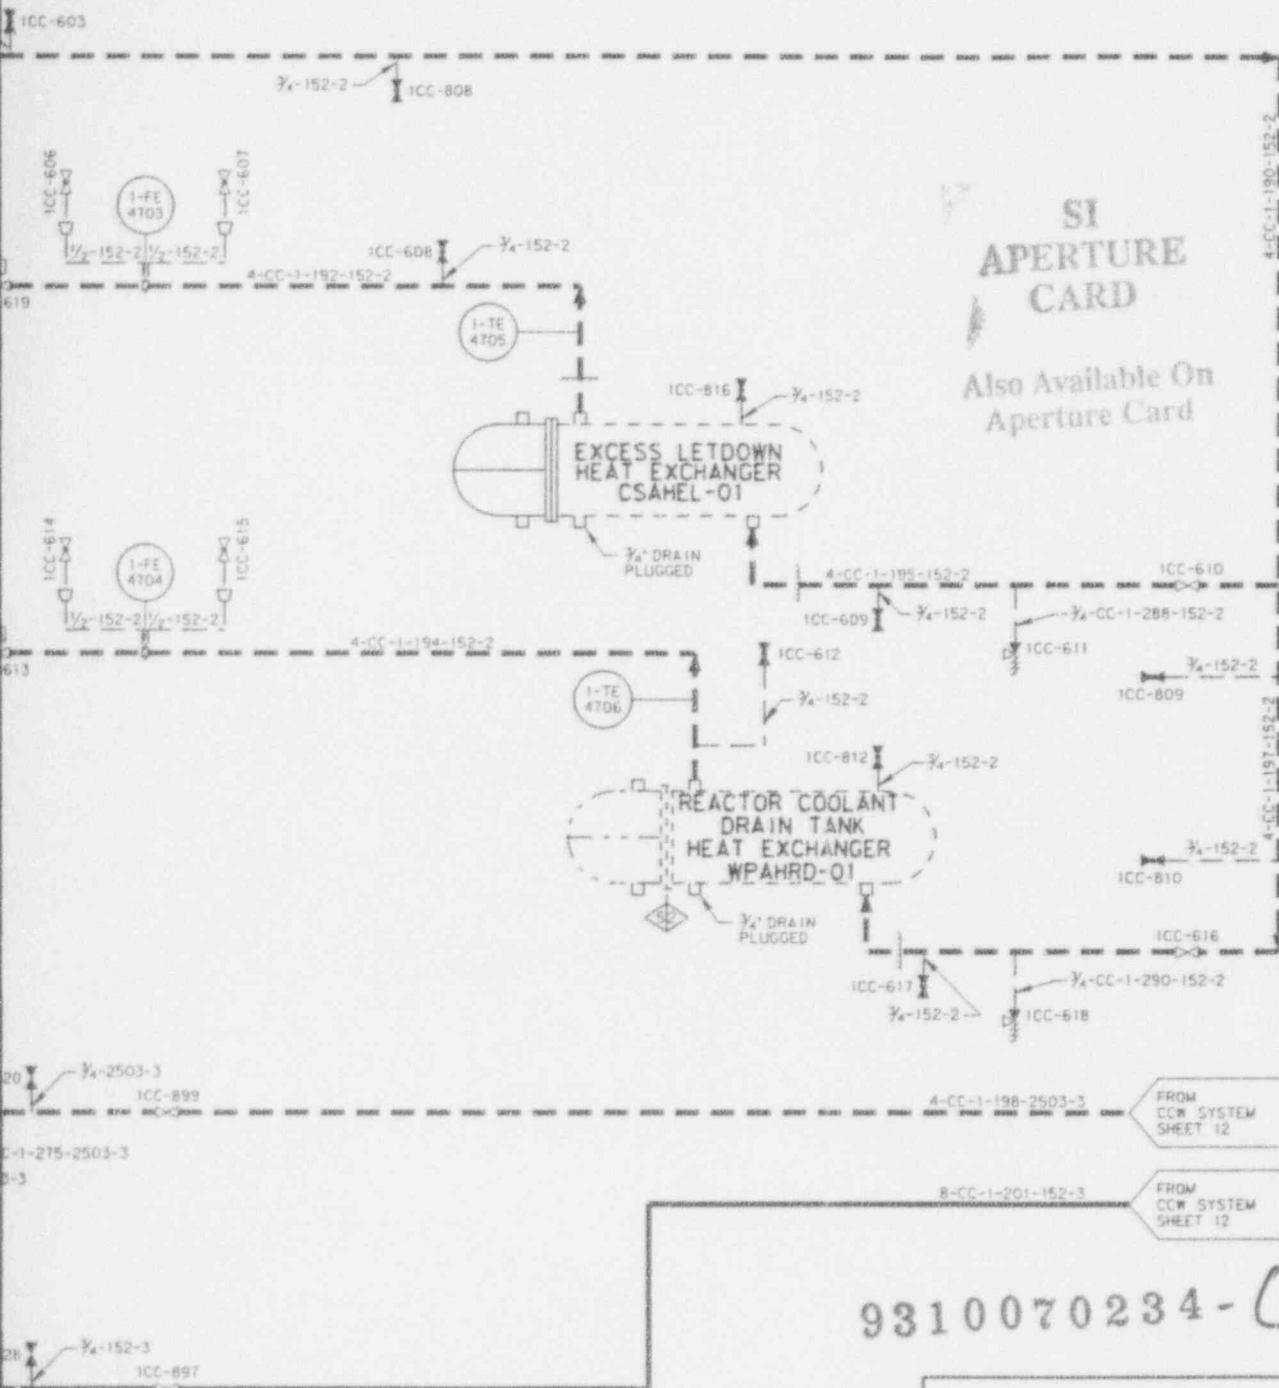 1CC-603
3/4-152-2
1CC-808
4-CC-1-190-152-2
1CC-606
1-FE
4703
1CC-607
1/2-152-2
1/2-152-2
1CC-608
3/4-152-2
4-CC-1-192-152-2
619
1-TE
4705
SI
APERTURE
CARD
Also Available On
Aperture Card
1CC-816
3/4-152-2
EXCESS LETDOWN
HEAT EXCHANGER
CSAHEL-01
3/4" DRAIN
PLUGGED
1CC-614
1-FE
4704
1CC-615
1/2-152-2
1/2-152-2
4-CC-1-194-152-2
613
4-CC-1-195-152-2
1CC-610
1CC-609
3/4-152-2
3/4-CC-1-288-152-2
1CC-611
1CC-612
3/4-152-2
1CC-809
1-TE
4706
3/4-152-2
4-CC-1-197-152-2
1CC-812
3/4-152-2
REACTOR COOLANT
DRAIN TANK
HEAT EXCHANGER
WPAHRD-01
3/4-152-2
1CC-810
52
3/4" DRAIN
PLUGGED
1CC-616
1CC-617
3/4-152-2
3/4-CC-1-290-152-2
1CC-618
20
3/4-2503-3
1CC-899
4-CC-1-198-2503-3
FROM
CCW SYSTEM
SHEET 12
C-1-275-2503-3
3-3
8-CC-1-201-152-3
FROM
CCW SYSTEM
SHEET 12
9310070234-
28
3/4-152-3
1CC-897